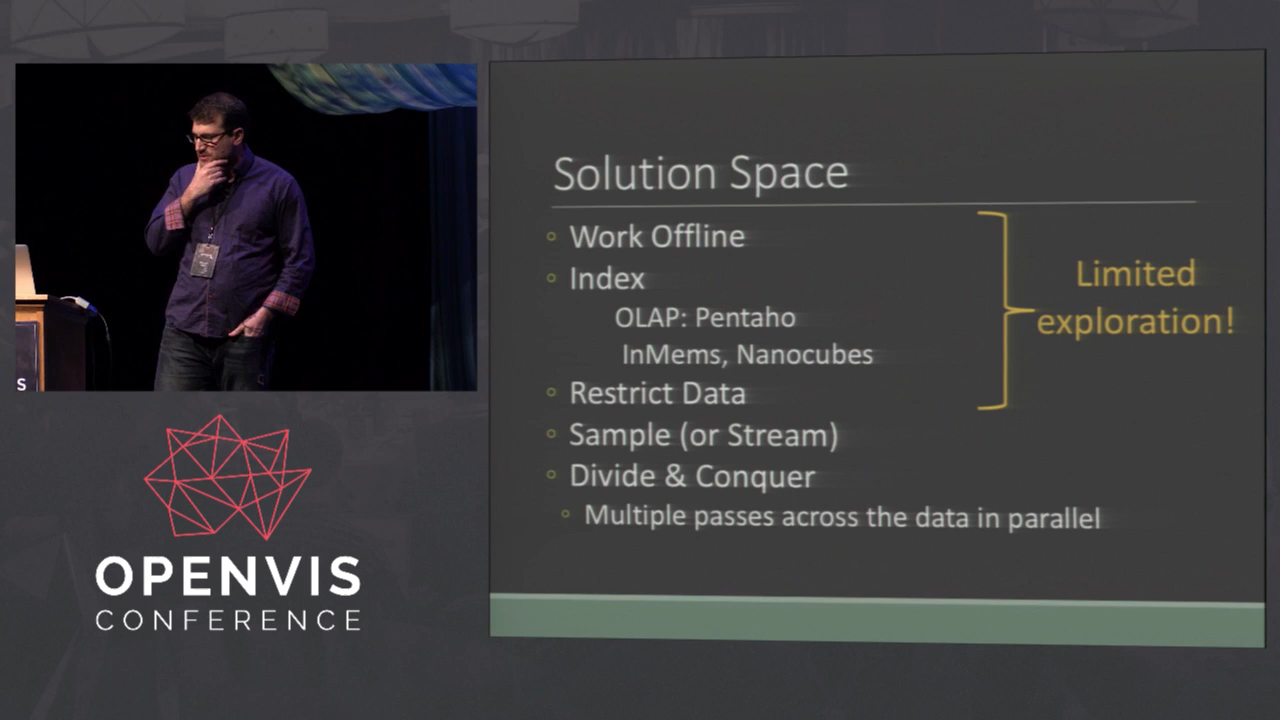 Solution Space
Work Offline
Index
OLAP: Pentaho
InMems, Nanocubes
Restrict Data
Sample (or Stream)
Divide & Conquer
Multiple passes across the data in parallel
Limited
exploration!
S
OPENVIS
CONFERENCE